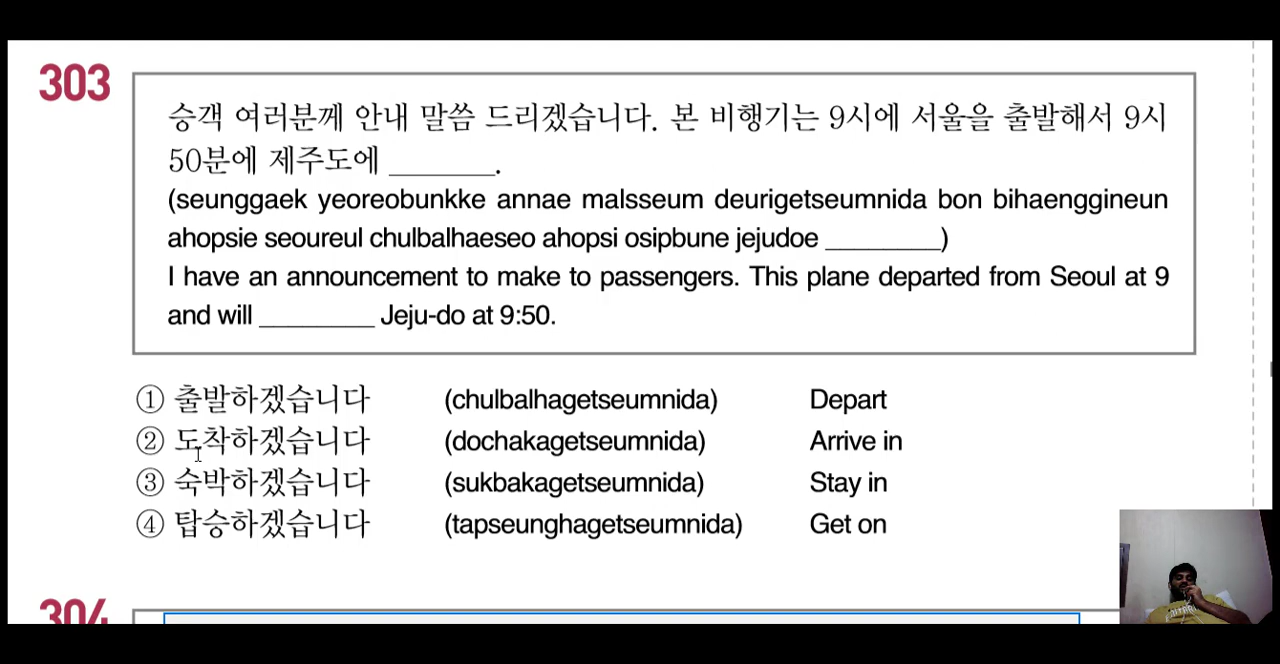 303
승객 여러분께 안내 말씀 드리겠습니다. 본 비행기는 9시에 서울을 출발해서 9시
50분에 제주도에 ________.
(seunggaek yeoreobunkke annae malsseum deurigetseumnida bon bihaenggineun
ahopsie seoureul chulbalhaeseo ahopsi osipbune jejudoe ________)
I have an announcement to make to passengers. This plane departed from Seoul at 9
and will ________ Jeju-do at 9:50.
① 출발하겠습니다 (chulbalhagetseumnida) Depart
② 도착하겠습니다 (dochakagetseumnida) Arrive in
③ 숙박하겠습니다 (sukbakagetseumnida) Stay in
④ 탑승하겠습니다 (tapseunghagetseumnida) Get on
304